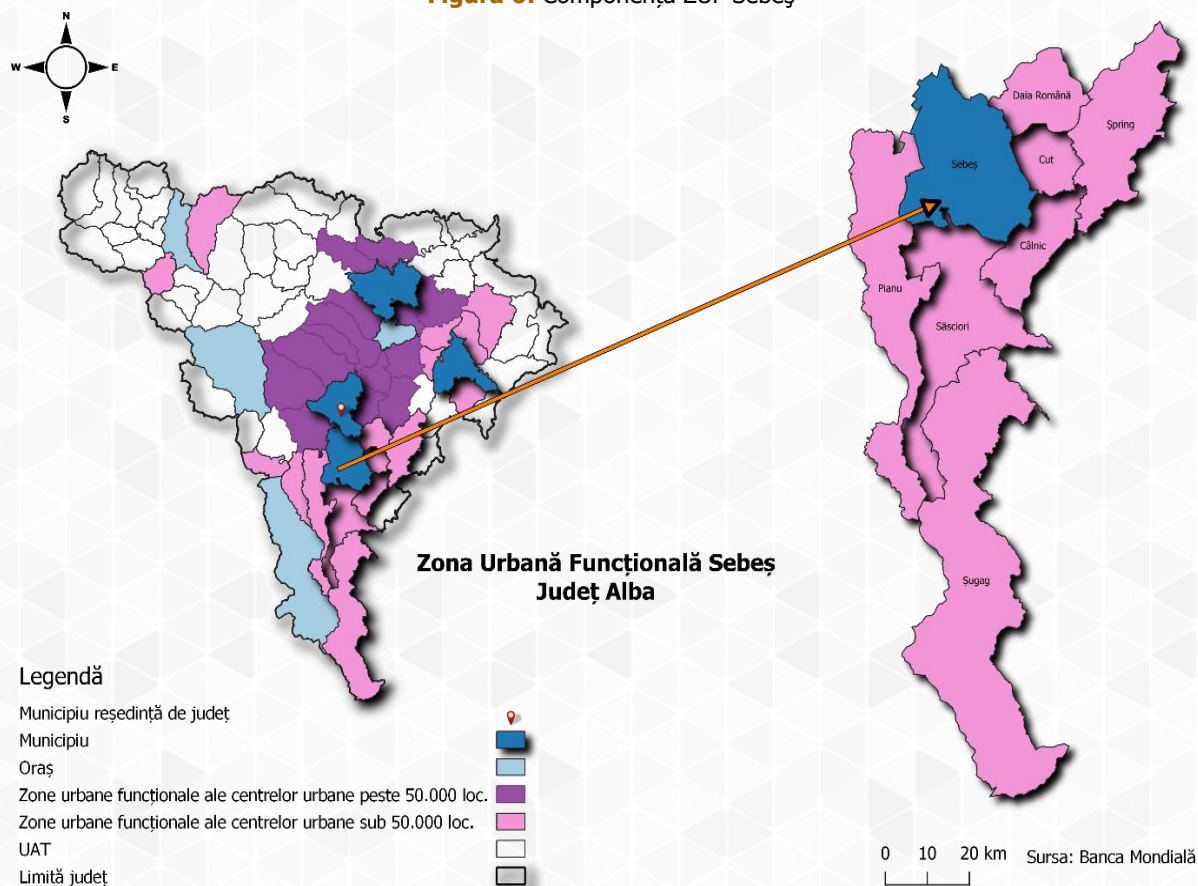 Figura 6. Componența ZUF Sebeș
N
W
E
S
Daia Română
Șpring
Sebeș
Cut
Câlnic
Pianu
Săsciori
Șugag
Zona Urbană Funcțională Sebeș
Județ Alba
Legendă
Municipiu reședință de județ
Municipiu
Oraș
Zone urbane funcționale ale centrelor urbane peste 50.000 loc.
Zone urbane funcționale ale centrelor urbane sub 50.000 loc.
UAT
Limită județ
0 10 20 km
Sursa: Banca Mondială